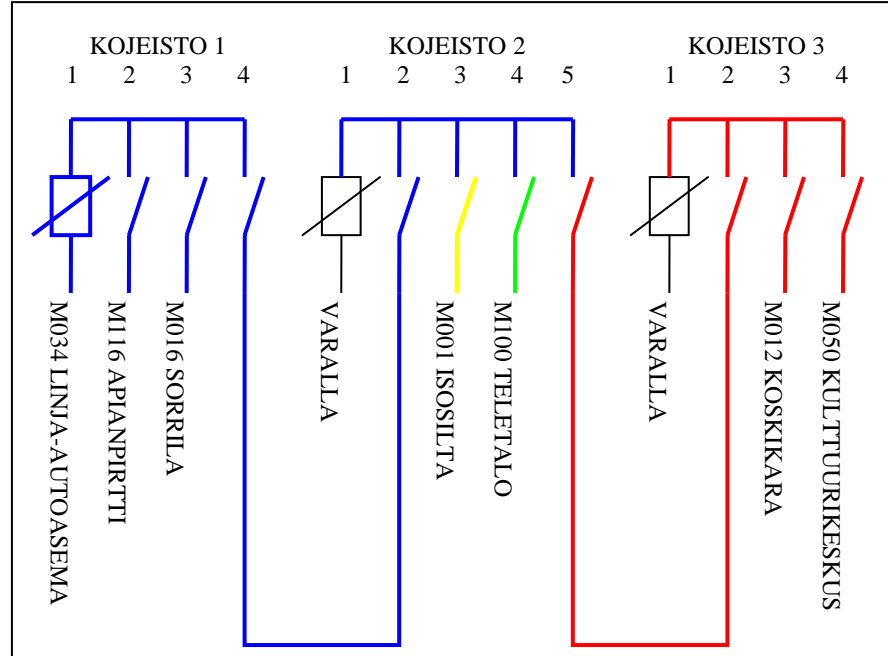 KOJEISTO 1
1 2 3 4
M034 LINJA-AUTOASEMA
M116 APIANPIRTTI
M016 SORRILA
KOJEISTO 2
1 2 3 4 5
VARALLA
M001 ISOSILTA
M100 TELETALO
KOJEISTO 3
1 2 3 4
VARALLA
M012 KOSKIKARA
M050 KULTTUURIKESKUS